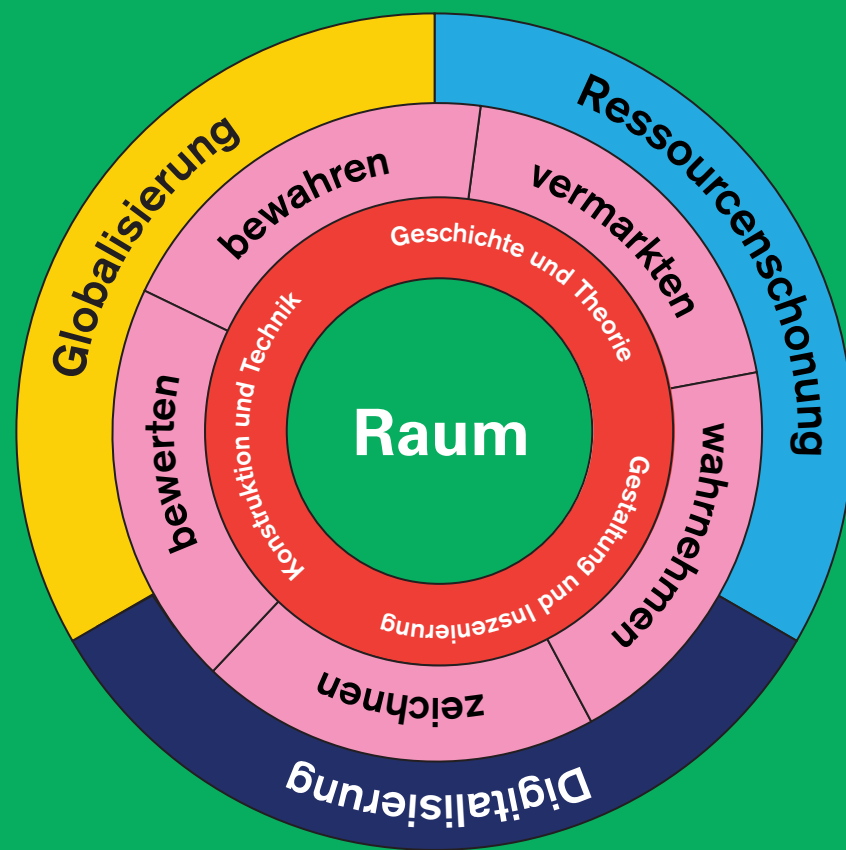 Globalisierung
Ressourcenschonung
Digitalisierung
bewahren
vermarkten
wahrnehmen
zeichnen
bewerten
Geschichte und Theorie
Gestaltung und Inszenierung
Konstruktion und Technik
Raum